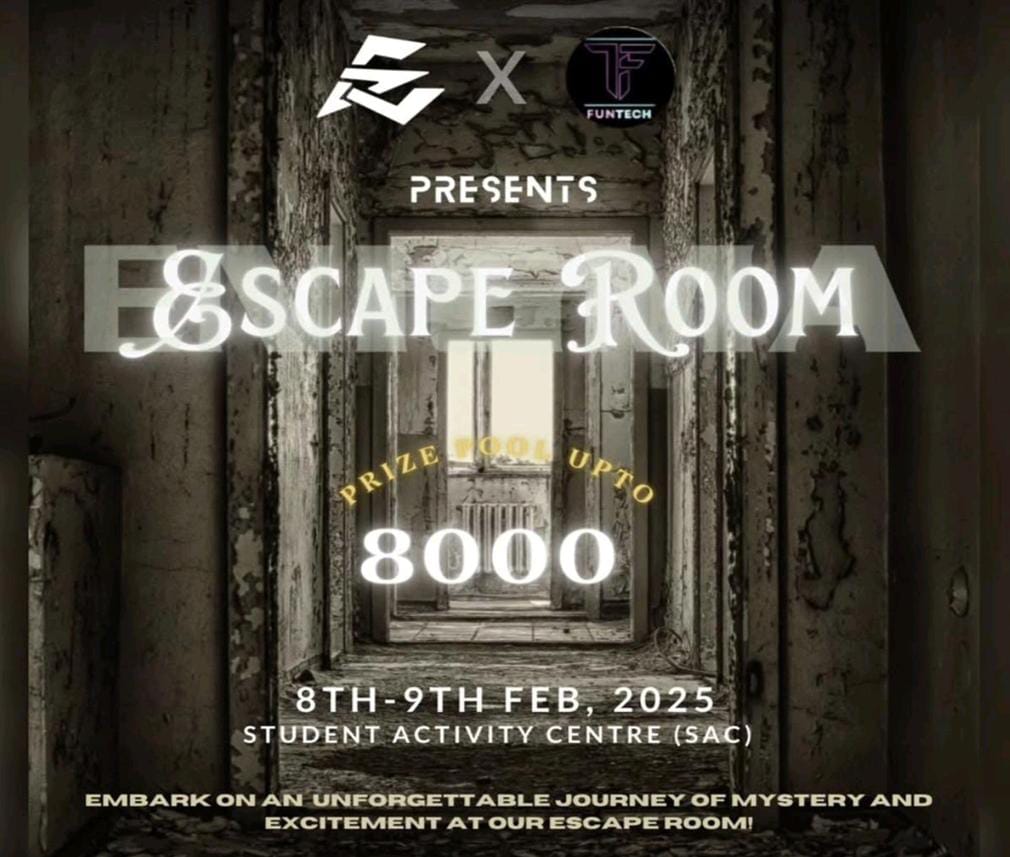 X
TF
FUNTECH
PRESENTS
ESCAPE ROOM
PRIZE POOL UPTO
8000
8TH-9TH FEB, 2025
STUDENT ACTIVITY CENTRE (SAC)
EMBARK ON AN UNFORGETTABLE JOURNEY OF MYSTERY AND
EXCITEMENT AT OUR ESCAPE ROOM!